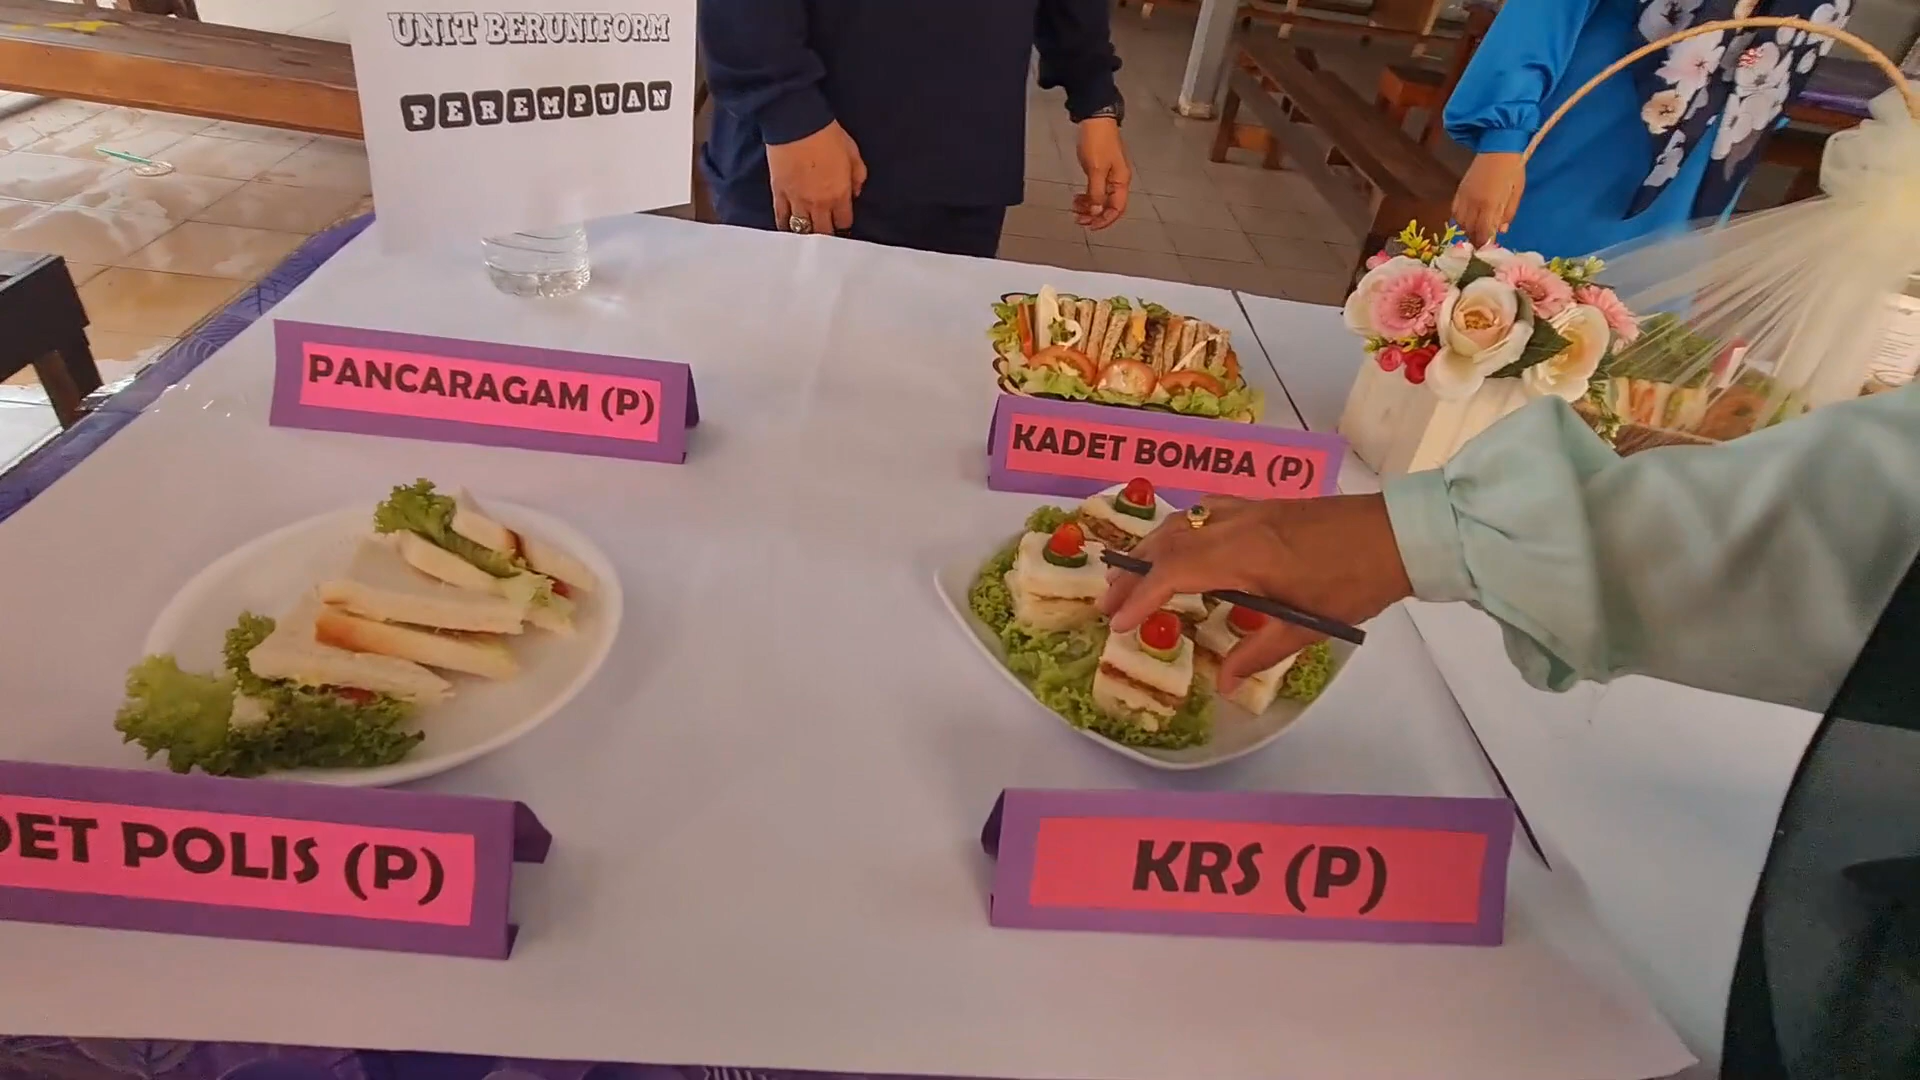 UNIT BERUNIFORM
PEREMPUAN
PANCARAGAM (P)
KADET BOMBA (P)
DET POLIS (P)
KRS (P)